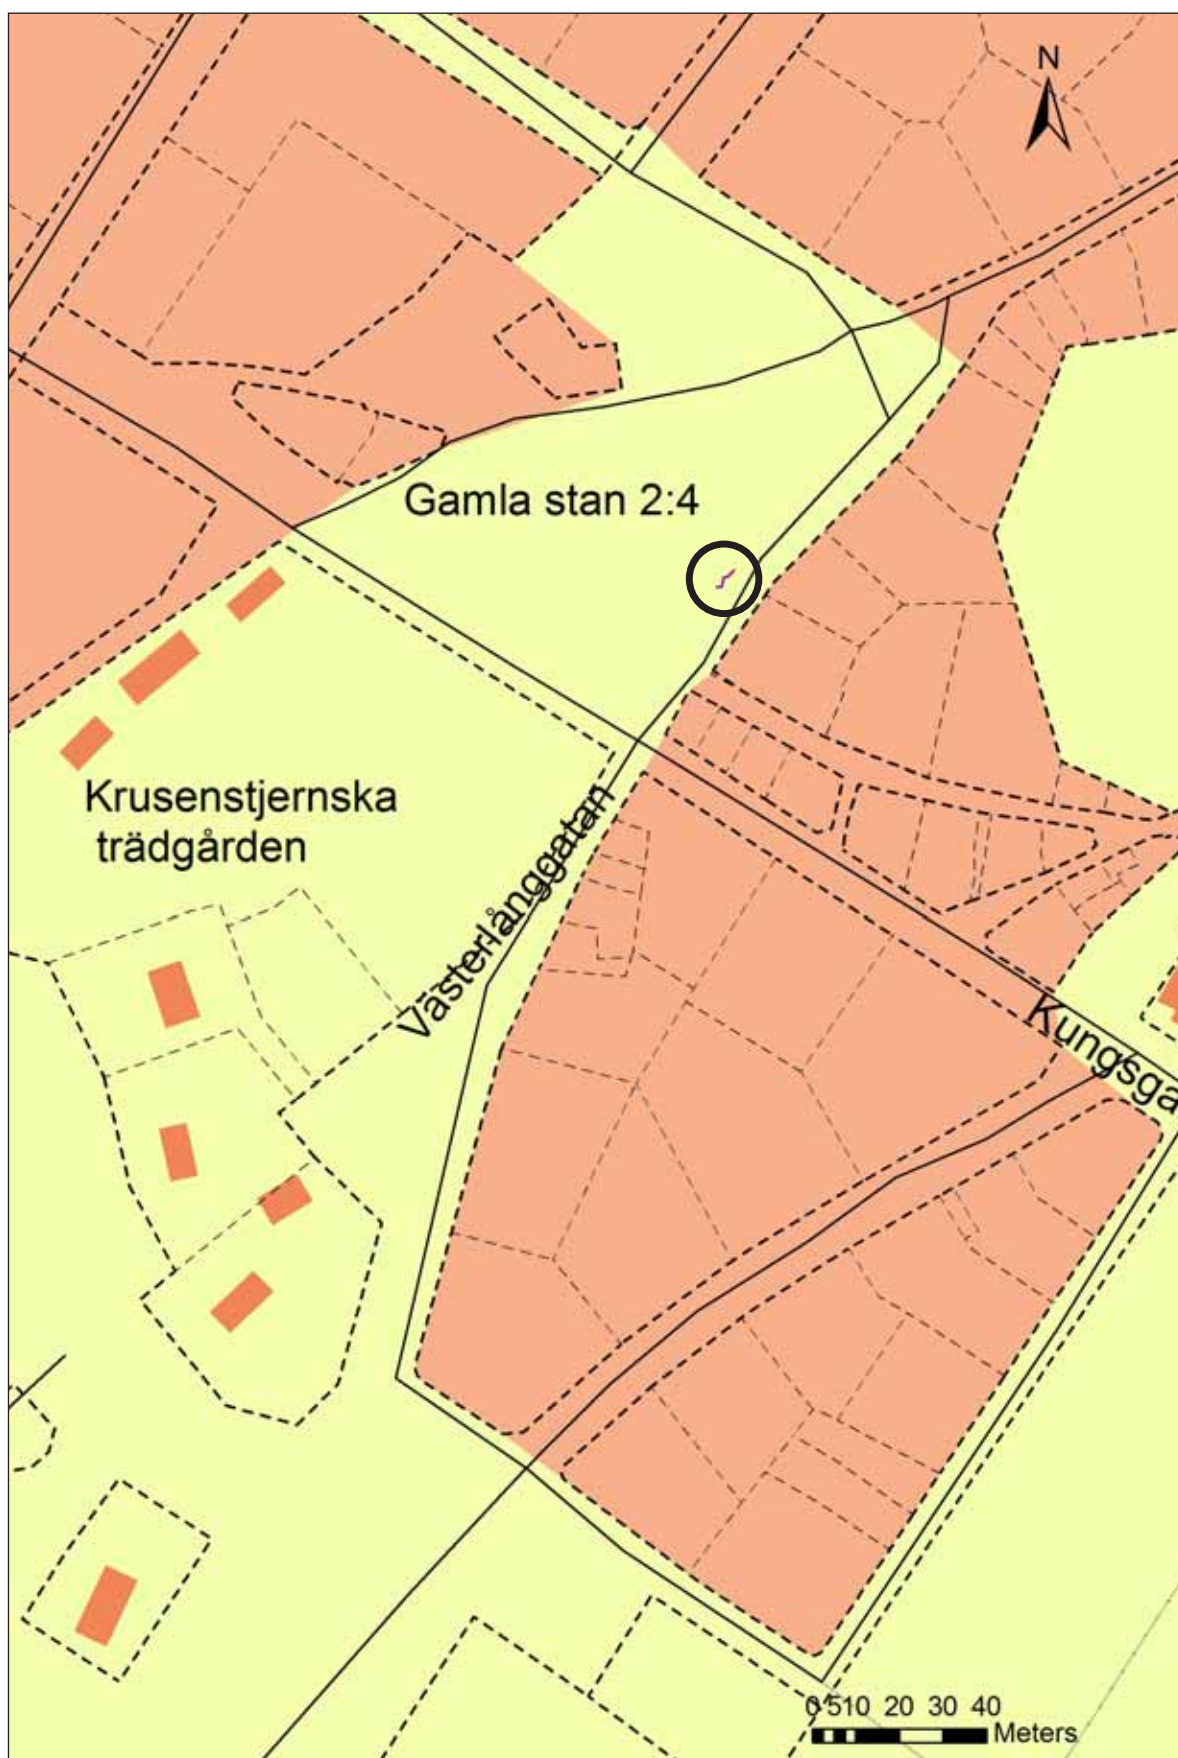 N
Gamla stan 2:4
Krusenstjernska
trädgården
Västerlånggatan
Kungsga
0 5 10 20 30 40
Meters